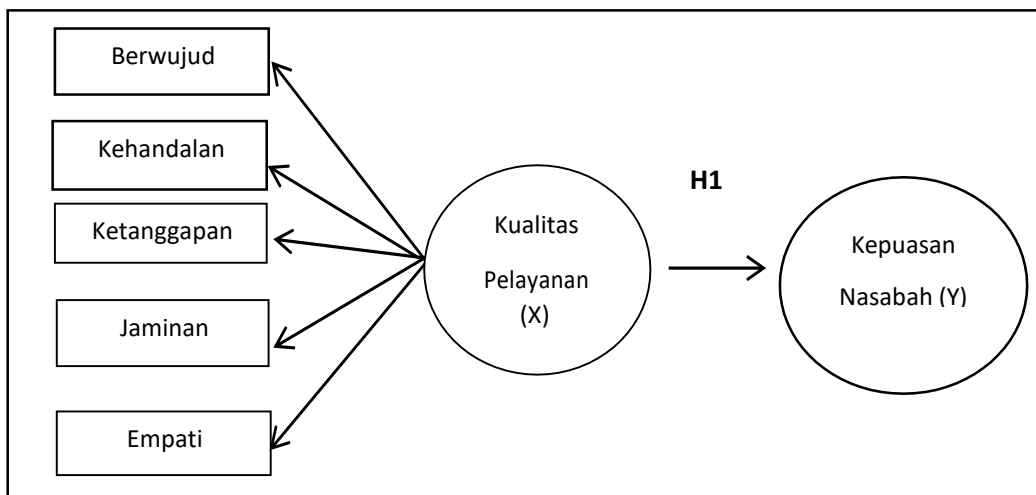 Berwujud
Kehandalan
Ketanggapan
Jaminan
Empati
Kualitas
Pelayanan
(X)
H1
Kepuasan
Nasabah (Y)